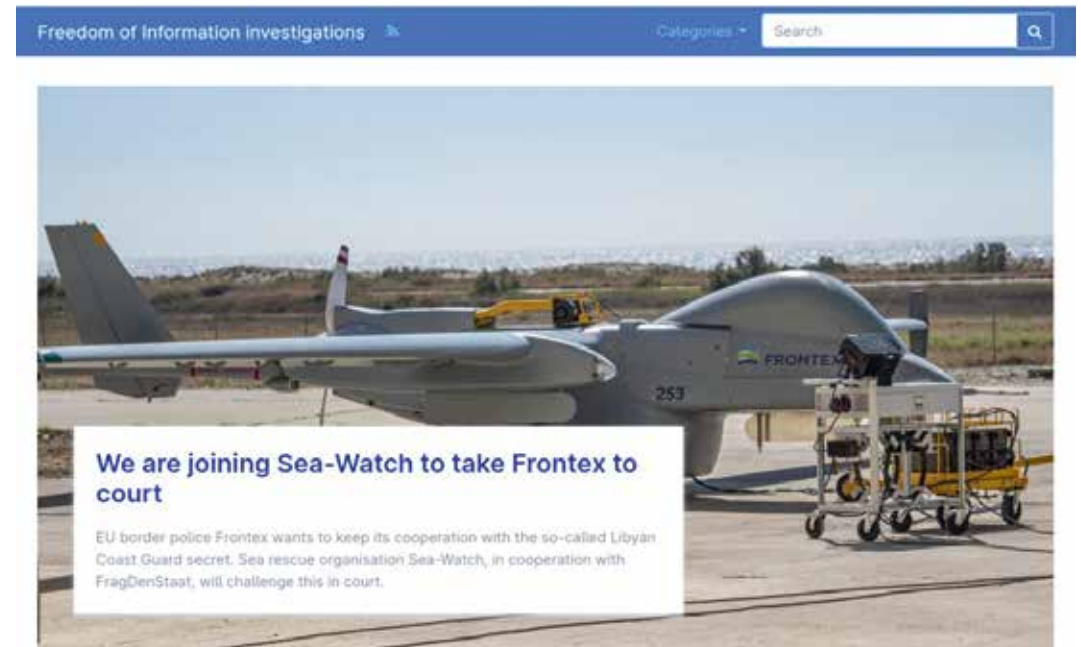 Freedom of Information investigations
Categories
Search
FRONTEX
253
We are joining Sea-Watch to take Frontex to
court
EU border police Frontex wants to keep its cooperation with the so-called Libyan
Coast Guard secret. Sea rescue organisation Sea-Watch, in cooperation with
FragDenStaat, will challenge this in court.